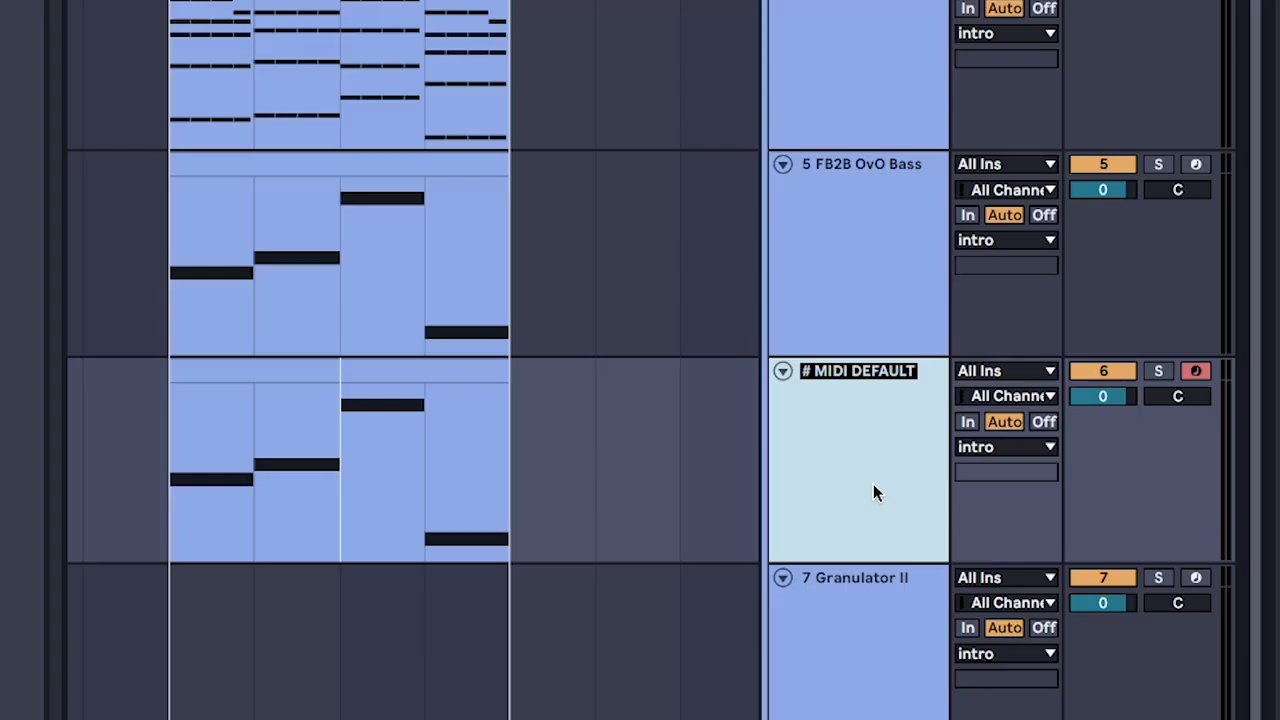 In Auto Off
intro
5 FB2B OvO Bass All Ins 5 S
All Channe 0 C
In Auto Off
intro
# MIDI DEFAULT All Ins 6 S
All Channe 0 C
In Auto Off
intro
7 Granulator II All Ins 7 S
All Channe 0 C
In Auto Off
intro